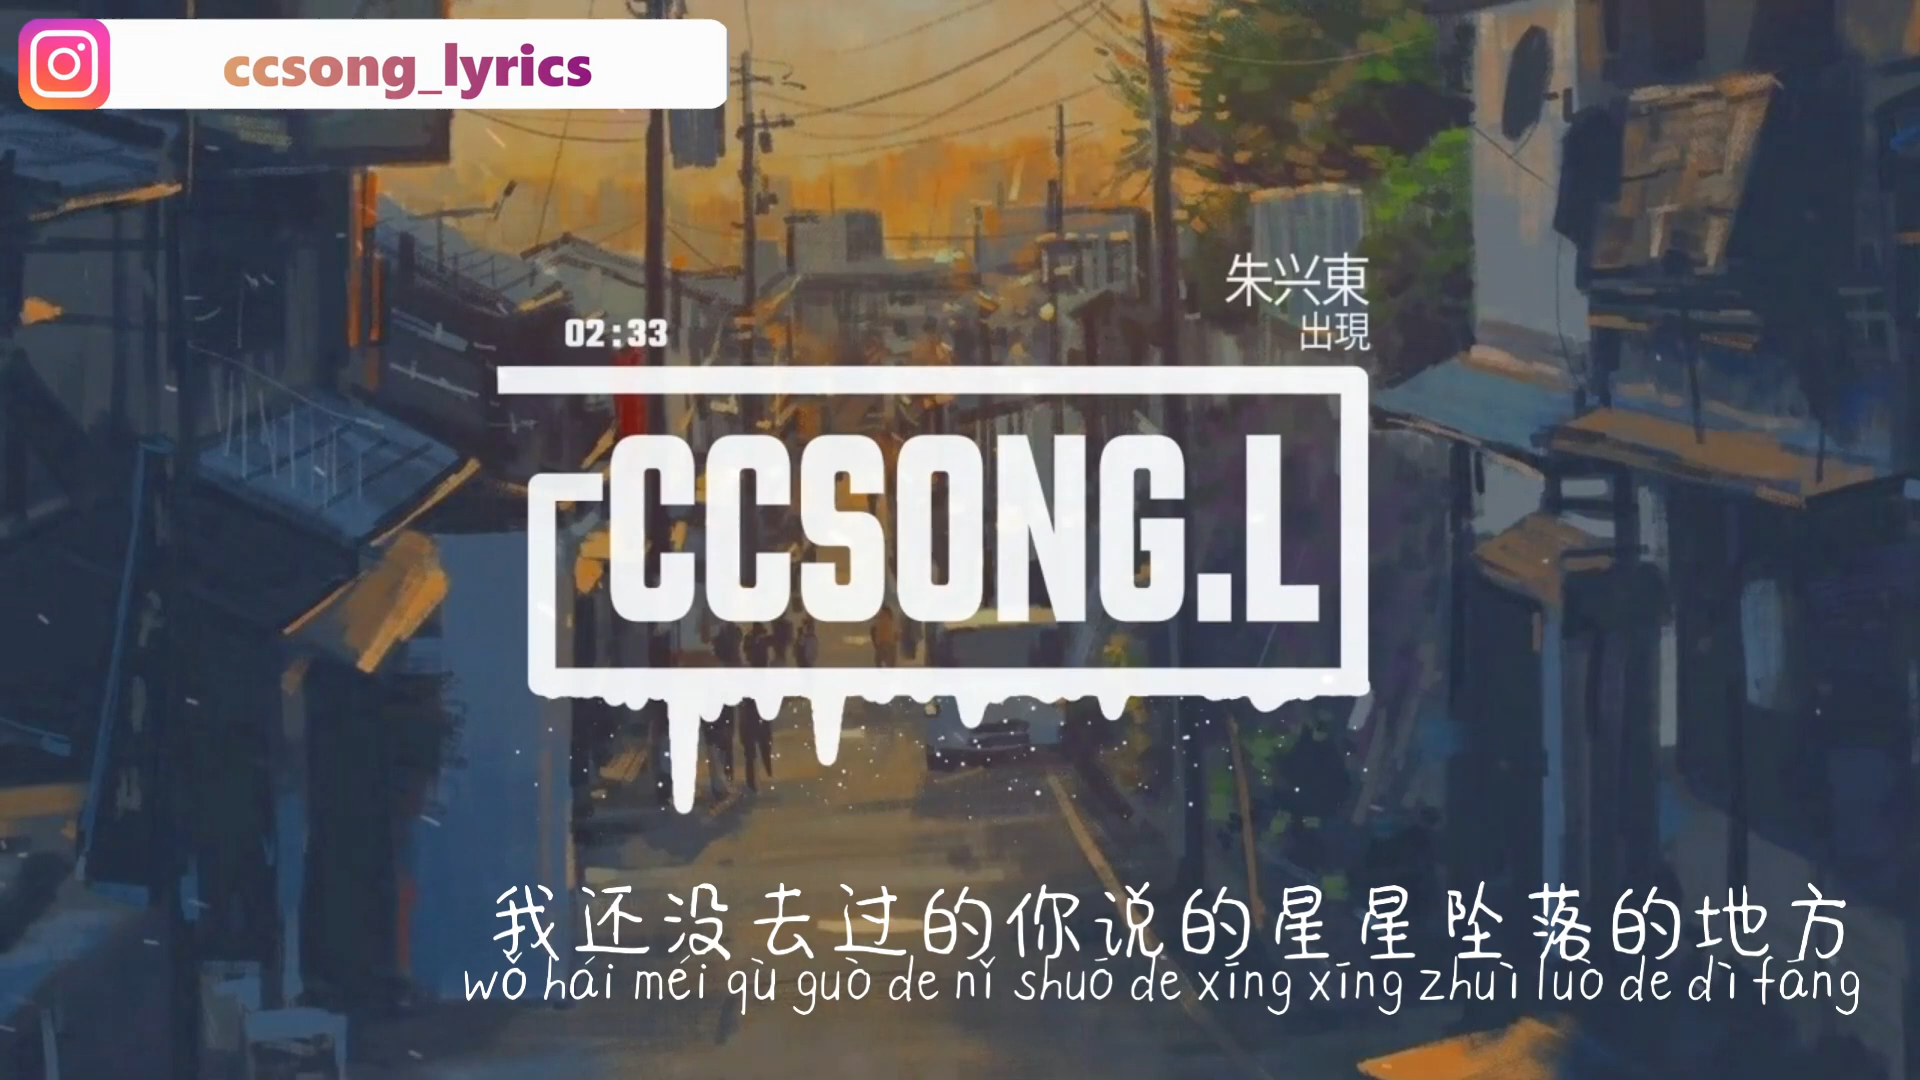 ccsong_lyrics
朱兴東
出現
02:33
CCSONG.L
我还没去过的你说的星星坠落的地方
wǒ hái méi qù guò de nǐ shuō de xīng xīng zhuì luò de dì fāng